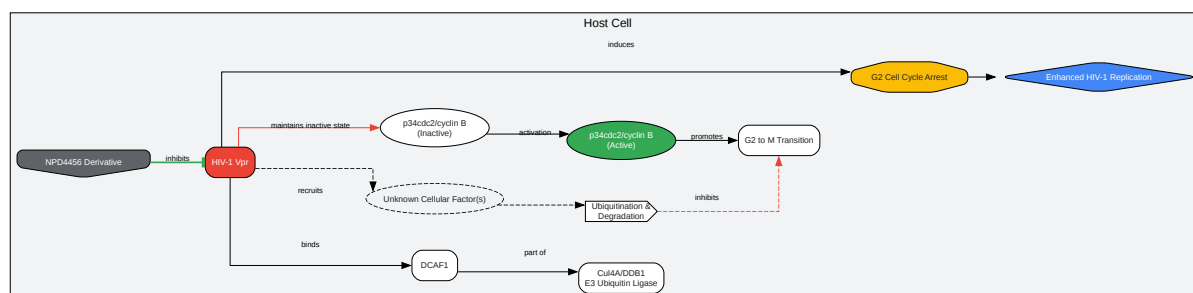 Host Cell
induces
G2 Cell Cycle Arrest
Enhanced HIV-1 Replication
maintains inactive state
p34cdc2/cyclin B
(Inactive)
activation
p34cdc2/cyclin B
(Active)
promotes
G2 to M Transition
NPD4456 Derivative
inhibits
HIV-1 Vpr
recruits
Unknown Cellular Factor(s)
Ubiquitination &
Degradation
inhibits
binds
DCAF1
part of
Cul4A/DDB1
E3 Ubiquitin Ligase